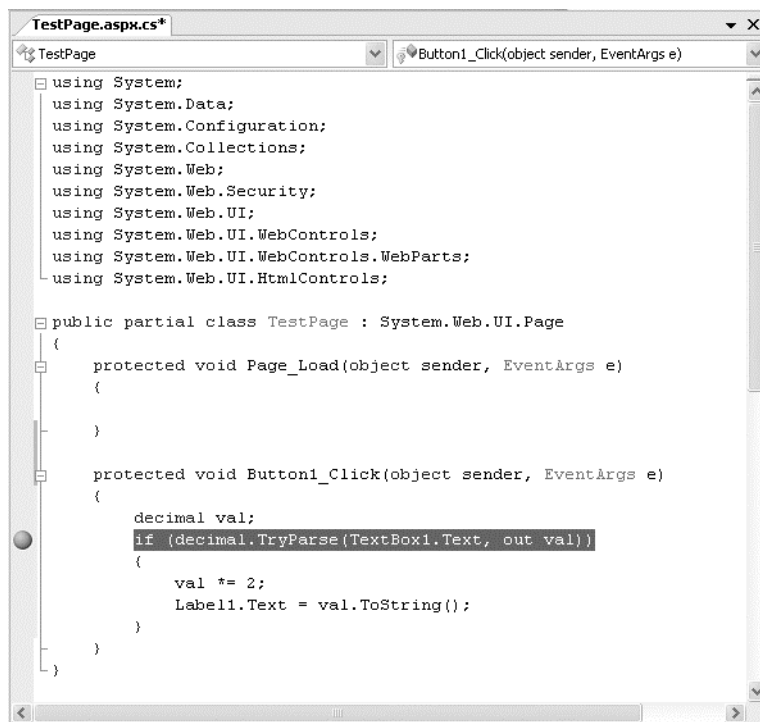 TestPage.aspx.cs*
TestPage
Button1_Click(object sender, EventArgs e)
using System;
using System.Data;
using System.Configuration;
using System.Collections;
using System.Web;
using System.Web.Security;
using System.Web.UI;
using System.Web.UI.WebControls;
using System.Web.UI.WebControls.WebParts;
using System.Web.UI.HtmlControls;
public partial class TestPage : System.Web.UI.Page
{
protected void Page_Load(object sender, EventArgs e)
{
}
protected void Button1_Click(object sender, EventArgs e)
{
decimal val;
if (decimal.TryParse(TextBox1.Text, out val))
{
val *= 2;
Label1.Text = val.ToString();
}
}
}